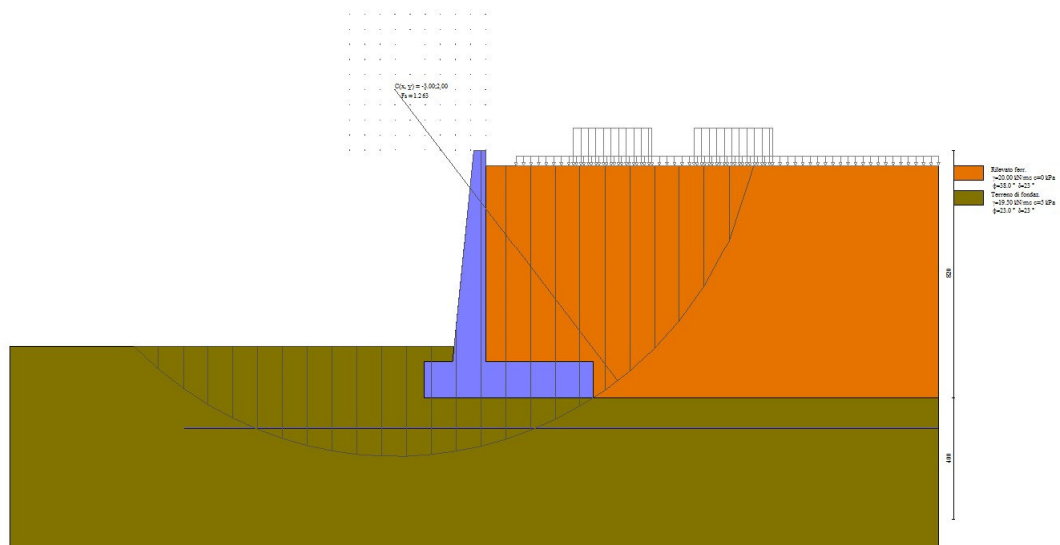 C(x, y) = -3,00;2,00
Fs = 1.263
Rilevato ferr.
γ=20.00 kN/mc c=0 kPa
ϕ=38.0 ° δ=23 °
Terreno di fondaz.
γ=19.50 kN/mc c=5 kPa
ϕ=23.0 ° δ=23 °
820
400